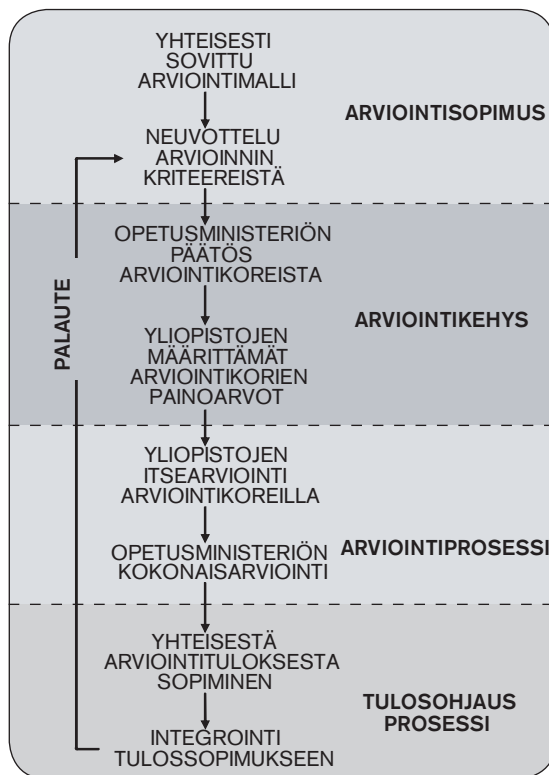 YHTEISESTI
SOVITTU
ARVIOINTIMALLI
ARVIOINTISOPIMUS
NEUVOTTELU
ARVIOINNIN
KRITEEREISTÄ
OPETUSMINISTERIÖN
PÄÄTÖS
ARVIOINTIKOREISTA
ARVIOINTIKEHYS
YLIOPISTOJEN
MÄÄRITTÄMÄT
ARVIOINTIKORIEN
PAINOARVOT
PALAUTE
YLIOPISTOJEN
ITSEARVIOINTI
ARVIOINTIKOREILLA
ARVIOINTIPROSESSI
OPETUSMINISTERIÖN
KOKONAISARVIOINTI
YHTEISESTÄ
ARVIOINTITULOKSESTA
SOPIMINEN
TULOSOHJAUS
PROSESSI
INTEGROINTI
TULOSSOPIMUKSEEN